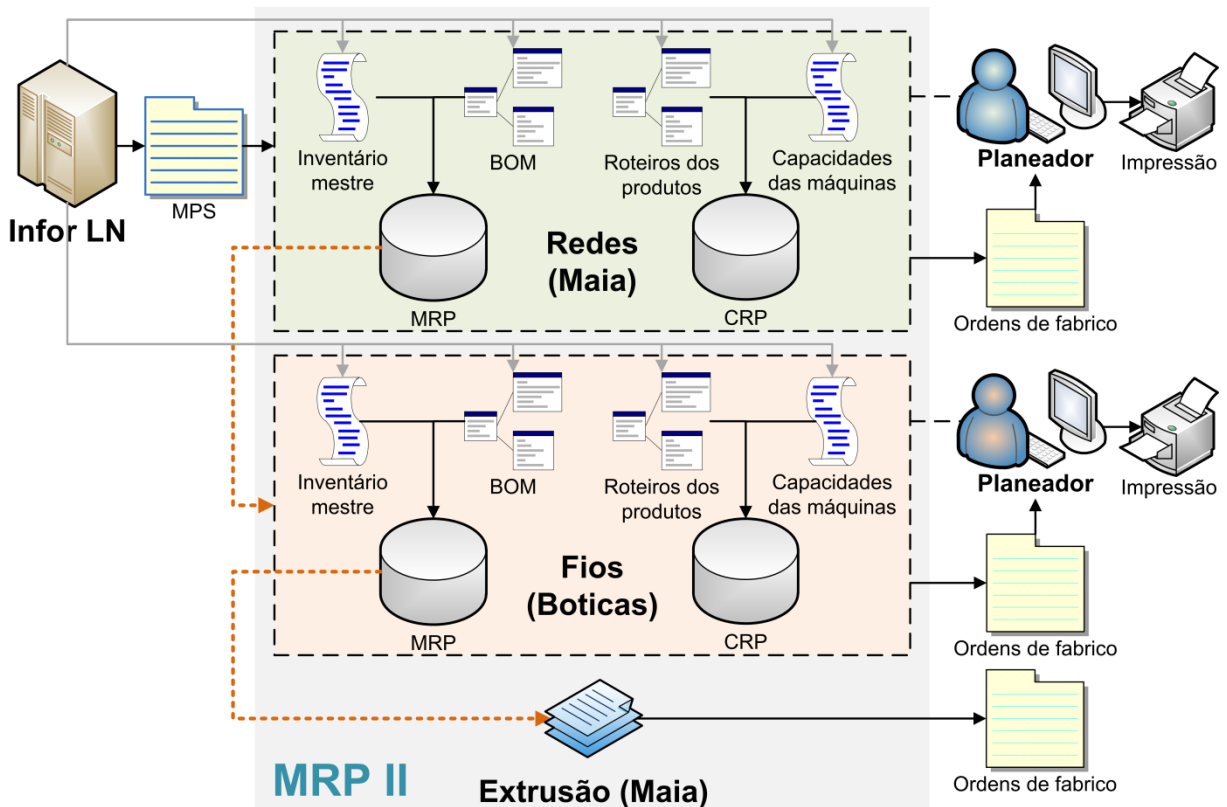 Infor LN
MPS
Inventário
mestre
BOM
Roteiros dos
produtos
Capacidades
das máquinas
MRP
Redes
(Maia)
CRP
Planeador
Impressão
Ordens de fabrico
Inventário
mestre
BOM
Roteiros dos
produtos
Capacidades
das máquinas
MRP
Fios
(Boticas)
CRP
Planeador
Impressão
Ordens de fabrico
MRP II
Extrusão (Maia)
Ordens de fabrico